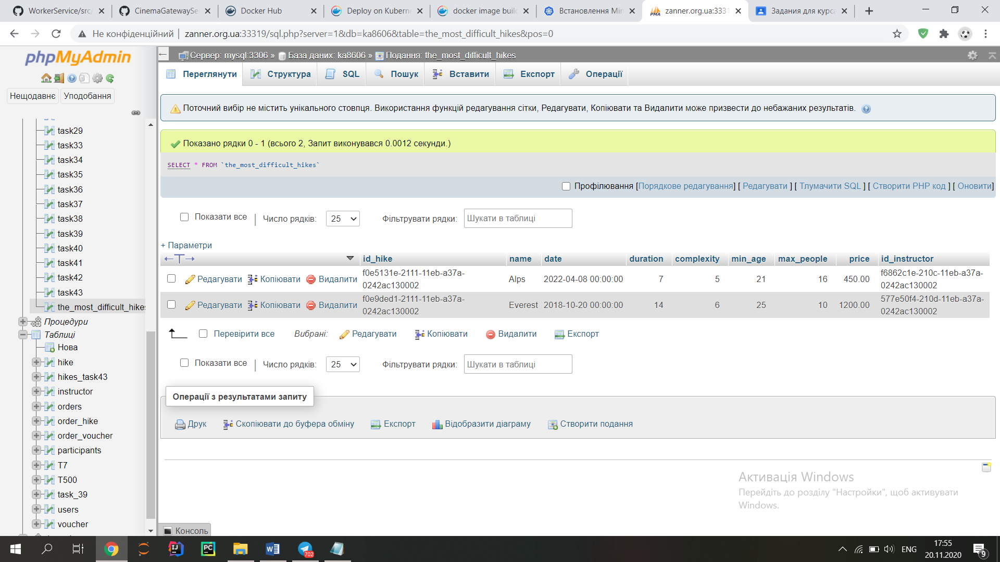 WorkerService/src/
CinemaGatewaySe
Docker Hub
Deploy on Kuberne
docker image buil
Встановлення Min
zanner.org.ua:3331
Задания для курса
Не конфіденційний
zanner.org.ua:33319/sql.php?server=1&db=ka8606&table=the_most_difficult_hikes&pos=0
phpMyAdmin
Нещодавнє
Уподобання
task29
task33
task34
task35
task36
task37
task38
task39
task40
task41
task42
task43
the_most_difficult_hikes
Процедури
Таблиці
Нова
hike
hikes_task43
instructor
orders
order_hike
order_voucher
participants
T7
T500
task_39
users
voucher
Сервер: mysql:3306 » База даних: ka8606 » Подання: the_most_difficult_hikes
Переглянути Структура SQL Пошук Вставити Експорт Операції
Поточний вибір не містить унікального стовпця. Використання функцій редагування сітки, Редагувати, Копіювати та Видалити може призвести до небажаних результатів.
Показано рядки 0 - 1 (всього 2, Запит виконувався 0.0012 секунди.)
SELECT * FROM `the_most_difficult_hikes`
Профілювання [Порядкове редагування] [ Редагувати ] [ Тлумачити SQL ] [ Створити PHP код ] [ Оновити]
Показати все | Число рядків: 25 Фільтрувати рядки: Шукати в таблиці
+ Параметри
←T→ id_hike name date duration complexity min_age max_people price id_instructor
Редагувати Копіювати Видалити f0e5131e-2111-11eb-a37a-0242ac130002 Alps 2022-04-08 00:00:00 7 5 21 16 450.00 f6862c1e-210c-11eb-a37a-0242ac130002
Редагувати Копіювати Видалити f0e9ded1-2111-11eb-a37a-0242ac130002 Everest 2018-10-20 00:00:00 14 6 25 10 1200.00 577e50f4-210d-11eb-a37a-0242ac130002
Перевірити все Вибрані: Редагувати Копіювати Видалити Експорт
Показати все | Число рядків: 25 Фільтрувати рядки: Шукати в таблиці
Операції з результатами запиту
Друк Скопіювати до буфера обміну Експорт Відобразити діаграму Створити подання
Активація Windows
Перейдіть до розділу "Настройки", щоб активувати
Windows.
Консоль
702
ENG
17:55
20.11.2020
9